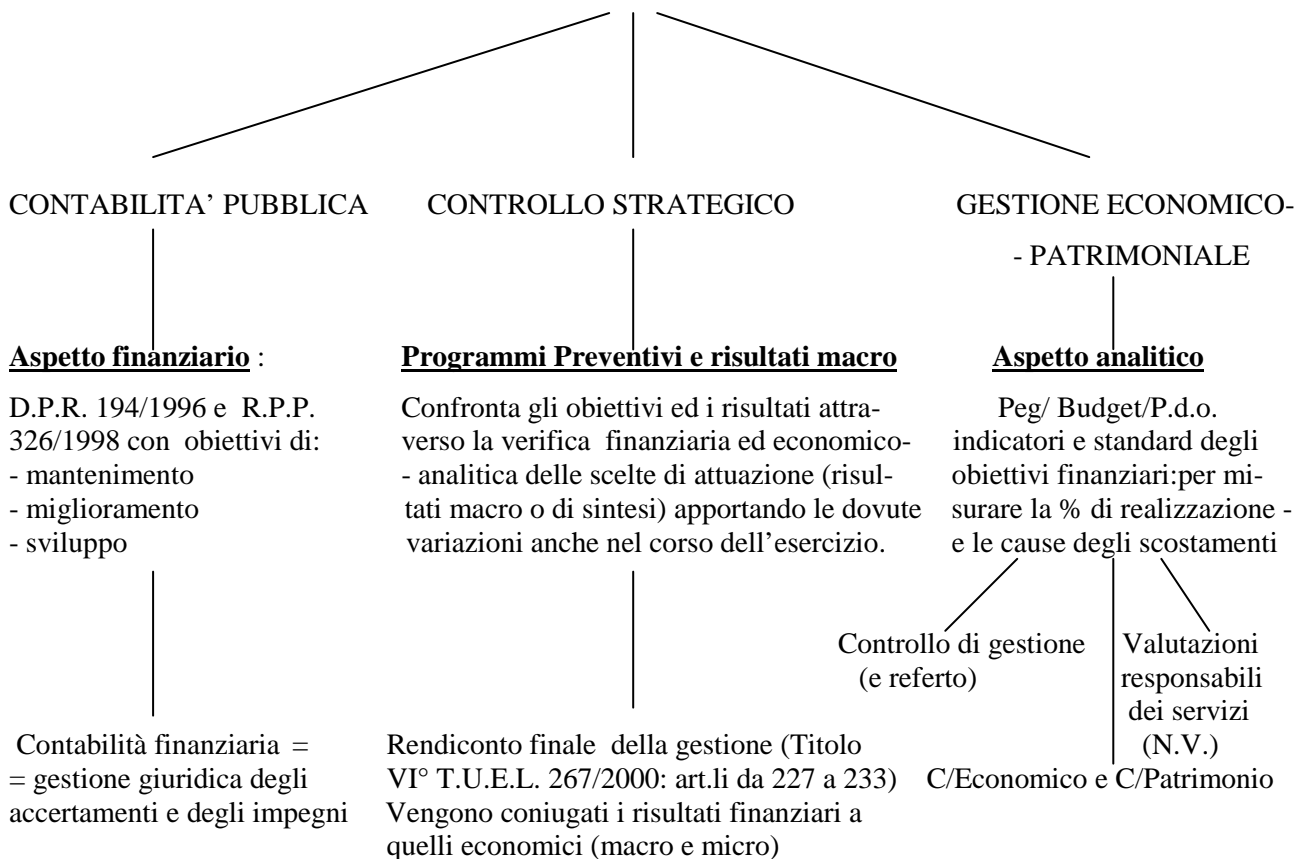 CONTABILITA’ PUBBLICA
Aspetto finanziario :
D.P.R. 194/1996 e R.P.P.
326/1998 con obiettivi di:
- mantenimento
- miglioramento
- sviluppo
Contabilità finanziaria =
= gestione giuridica degli
accertamenti e degli impegni
CONTROLLO STRATEGICO
Programmi Preventivi e risultati macro
Confronta gli obiettivi ed i risultati attra-
verso la verifica finanziaria ed economico-
- analitica delle scelte di attuazione (risul-
tati macro o di sintesi) apportando le dovute
variazioni anche nel corso dell’esercizio.
Rendiconto finale della gestione (Titolo
VI° T.U.E.L. 267/2000: art.li da 227 a 233)
Vengono coniugati i risultati finanziari a
quelli economici (macro e micro)
GESTIONE ECONOMICO-
- PATRIMONIALE
Aspetto analitico
Peg/ Budget/P.d.o.
indicatori e standard degli
obiettivi finanziari:per mi-
surare la % di realizzazione -
e le cause degli scostamenti
Controllo di gestione
(e referto)
Valutazioni
responsabili
dei servizi
(N.V.)
C/Economico e C/Patrimonio